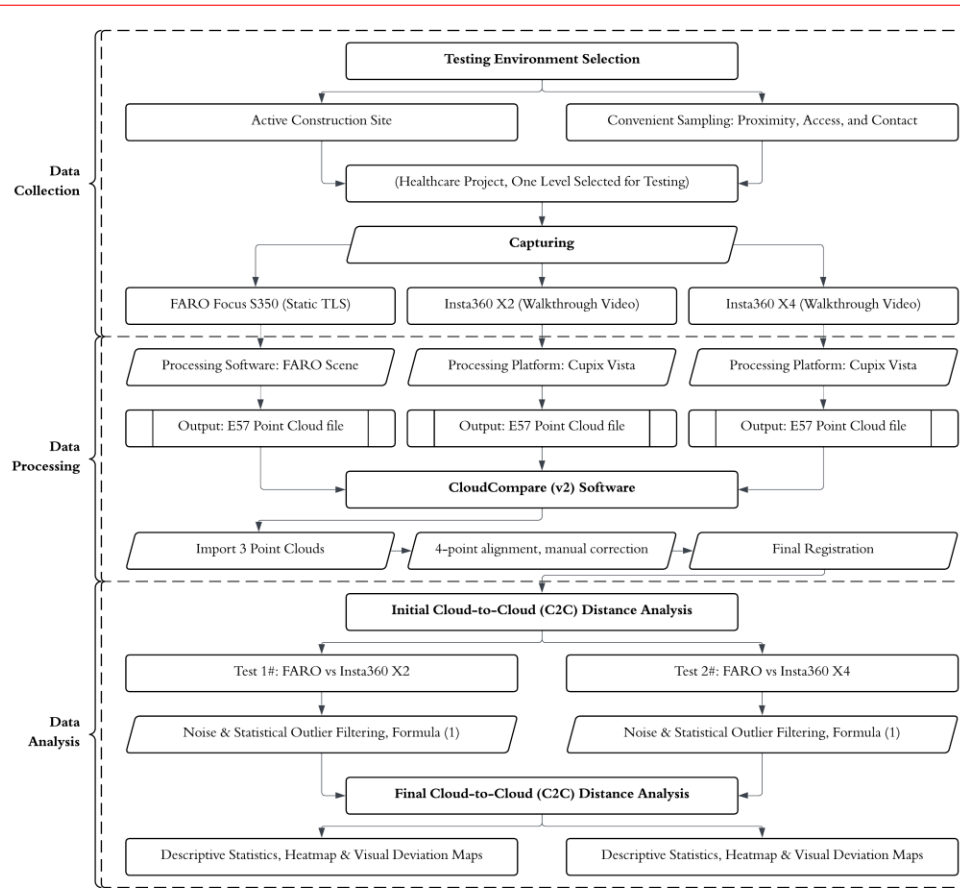 Testing Environment Selection
Active Construction Site
Convenient Sampling: Proximity, Access, and Contact
Data
Collection
(Healthcare Project, One Level Selected for Testing)
Capturing
FARO Focus S350 (Static TLS)
Insta360 X2 (Walkthrough Video)
Insta360 X4 (Walkthrough Video)
Processing Software: FARO Scene
Processing Platform: Cupix Vista
Processing Platform: Cupix Vista
Output: E57 Point Cloud file
Output: E57 Point Cloud file
Output: E57 Point Cloud file
Data
Processing
CloudCompare (v2) Software
Import 3 Point Clouds
4-point alignment, manual correction
Final Registration
Initial Cloud-to-Cloud (C2C) Distance Analysis
Test 1#: FARO vs Insta360 X2
Test 2#: FARO vs Insta360 X4
Data
Analysis
Noise & Statistical Outlier Filtering, Formula (1)
Noise & Statistical Outlier Filtering, Formula (1)
Final Cloud-to-Cloud (C2C) Distance Analysis
Descriptive Statistics, Heatmap & Visual Deviation Maps
Descriptive Statistics, Heatmap & Visual Deviation Maps